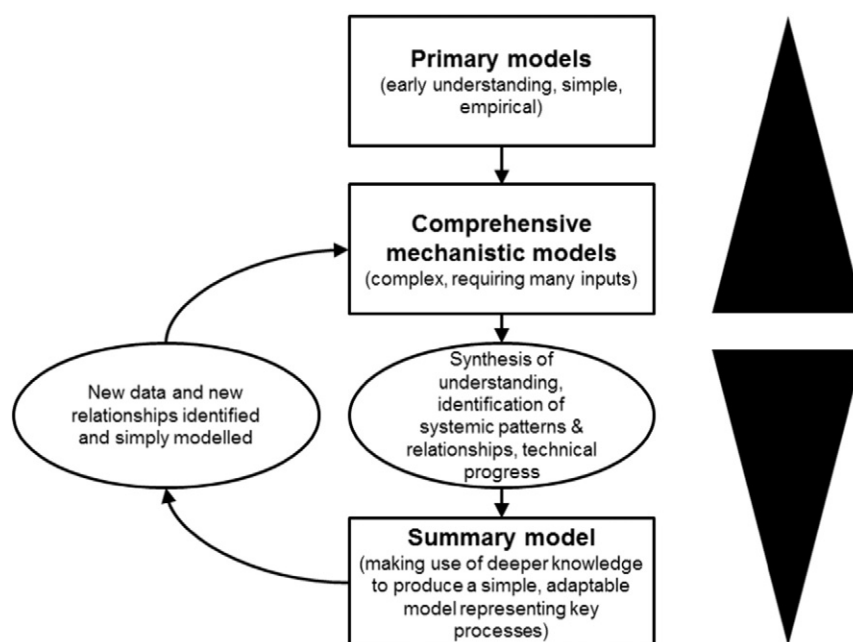 Primary models
(early understanding, simple,
empirical)
Comprehensive
mechanistic models
(complex, requiring many inputs)
Synthesis of
understanding,
identification of
systemic patterns &
relationships, technical
progress
New data and new
relationships identified
and simply modelled
Summary model
(making use of deeper knowledge
to produce a simple, adaptable
model representing key
processes)